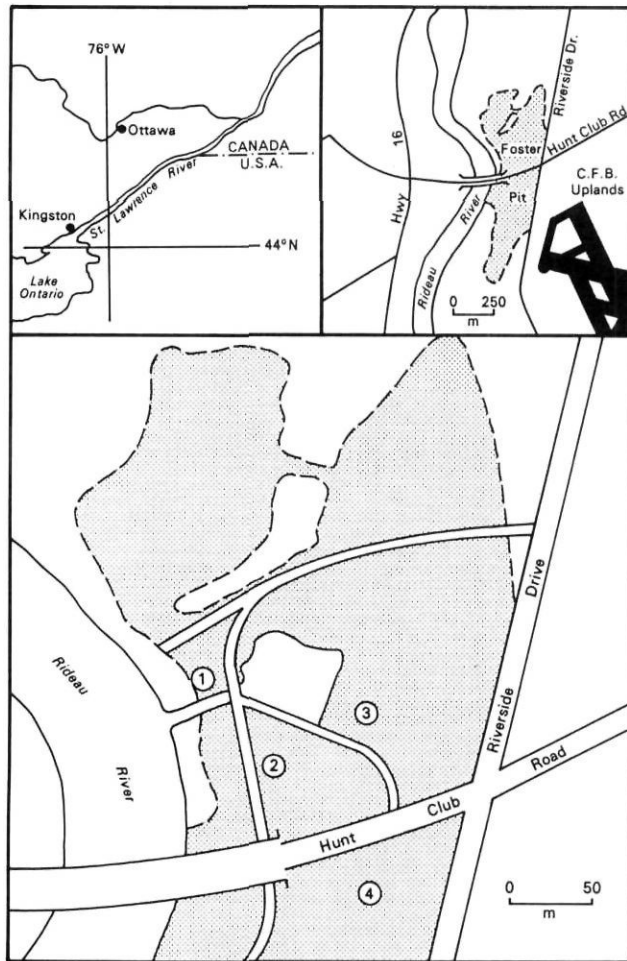 76° W
Ottawa
CANADA
U.S.A.
St. Lawrence River
Kingston
44°N
Lake
Ontario
Riverside Dr.
Hunt Club Rd
16
Hwy
Foster
Pit
C.F.B.
Uplands
Rideau
River
0 250
m
Rideau
River
Riverside
Drive
Hunt Club Road
1
2
3
4
0 50
m